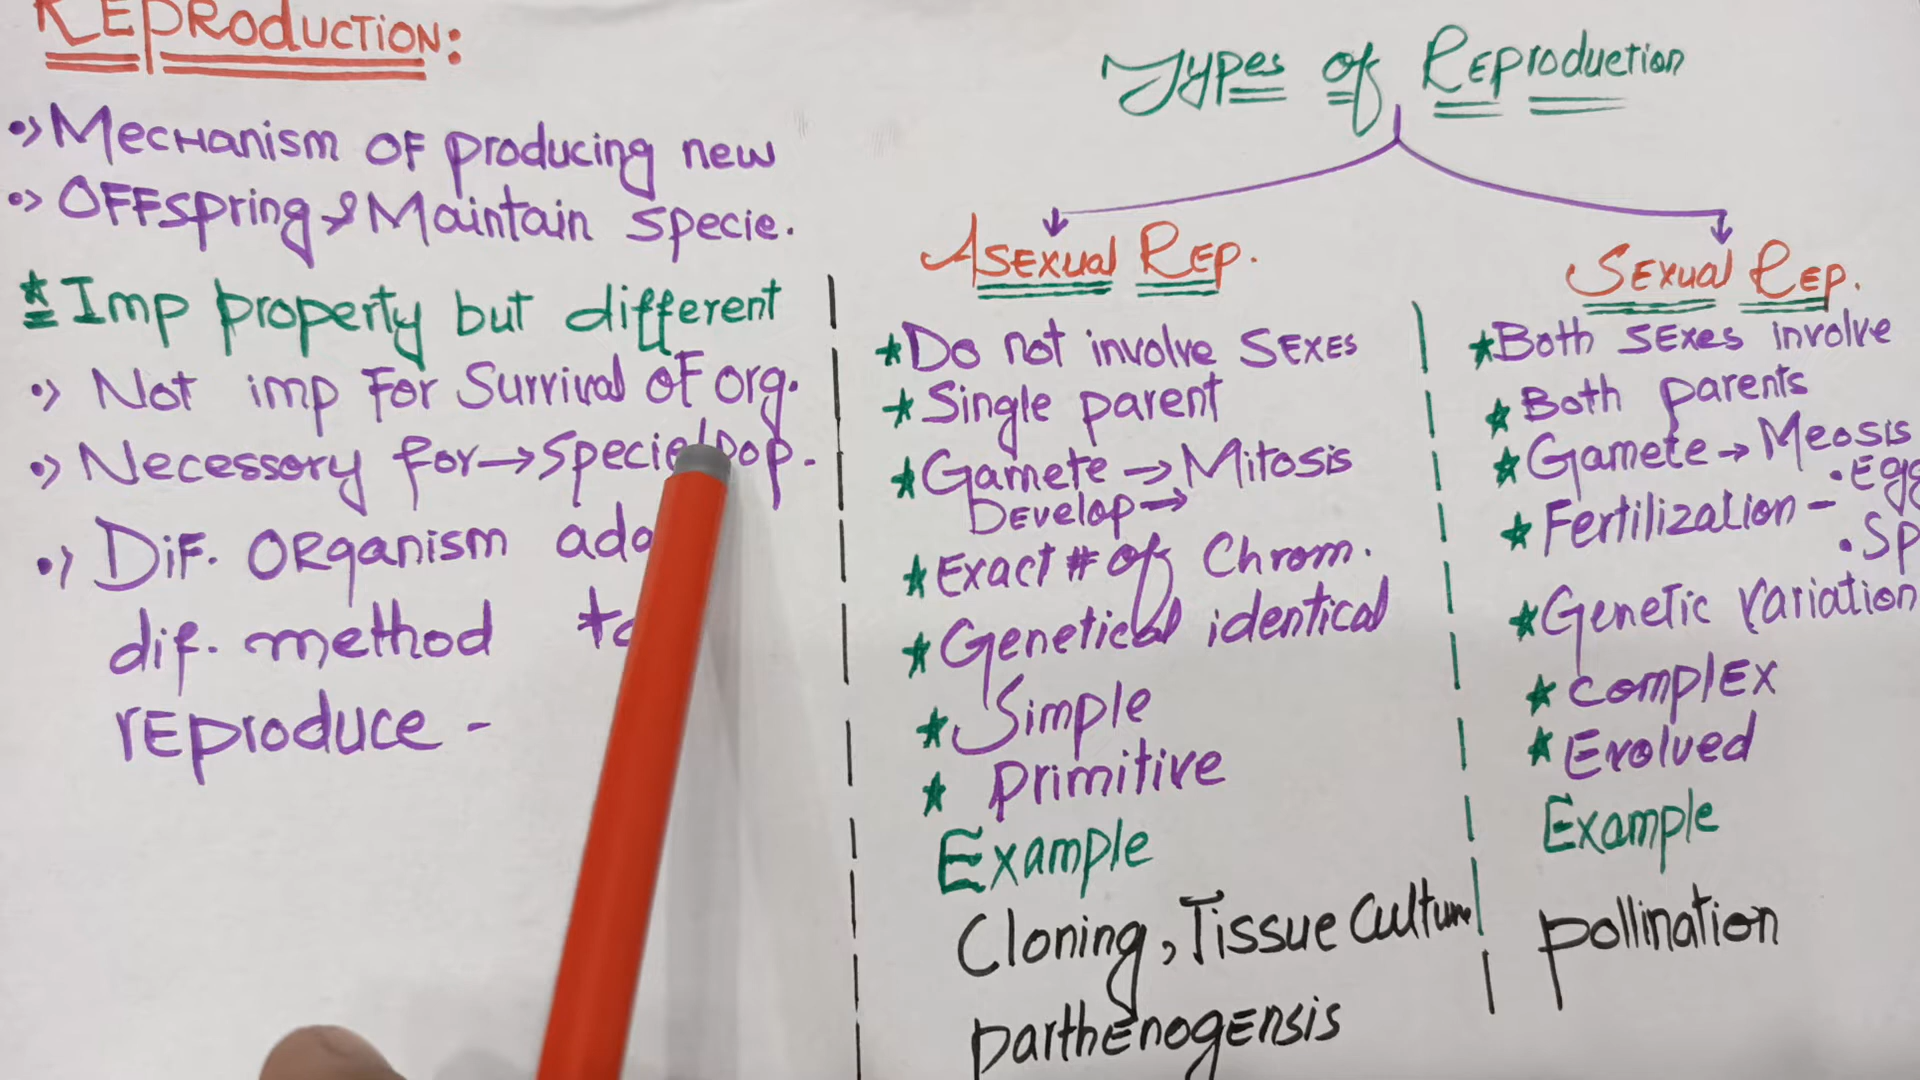 REPRODUCTION:
Mechanism OF producing new
OFFspring & Maintain specie.
Imp property but different
Not imp For Survival oF org.
Necessory for→specie/pop.
Dif. ORganism
dif. method
rEproduce -
Types of Reproduction
Asexual Rep.
Do not involve SExEs
Single parent
Gamete → Mitosis
DEvelop→
Exact # of Chrom.
Genetical identical
Simple
primitive
Example
Cloning, Tissue Culture
parthenogensis
Sexual Rep.
Both SExes involve
Both parents
Gamete → Meosis
Fertilization -
Genetic variation
complex
Evolved
Example
pollination